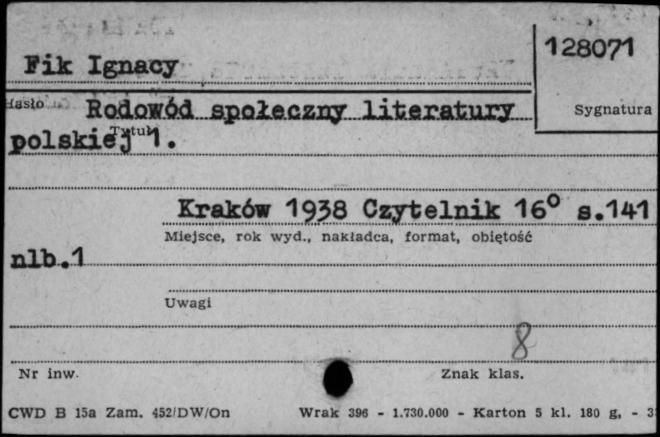 128071
Fik Ignacy
Hasło Rodowód społeczny literatury Sygnatura
Tytuł
polskiej 1.
Kraków 1938 Czytelnik 16° s.141
Miejsce, rok wyd., nakładca, format, objętość
nlb.1
Uwagi
8
Nr inw. Znak klas.
CWD B 15a Zam. 452/DW/On Wrak 396 - 1.730.000 - Karton 5 kl. 180 g, -